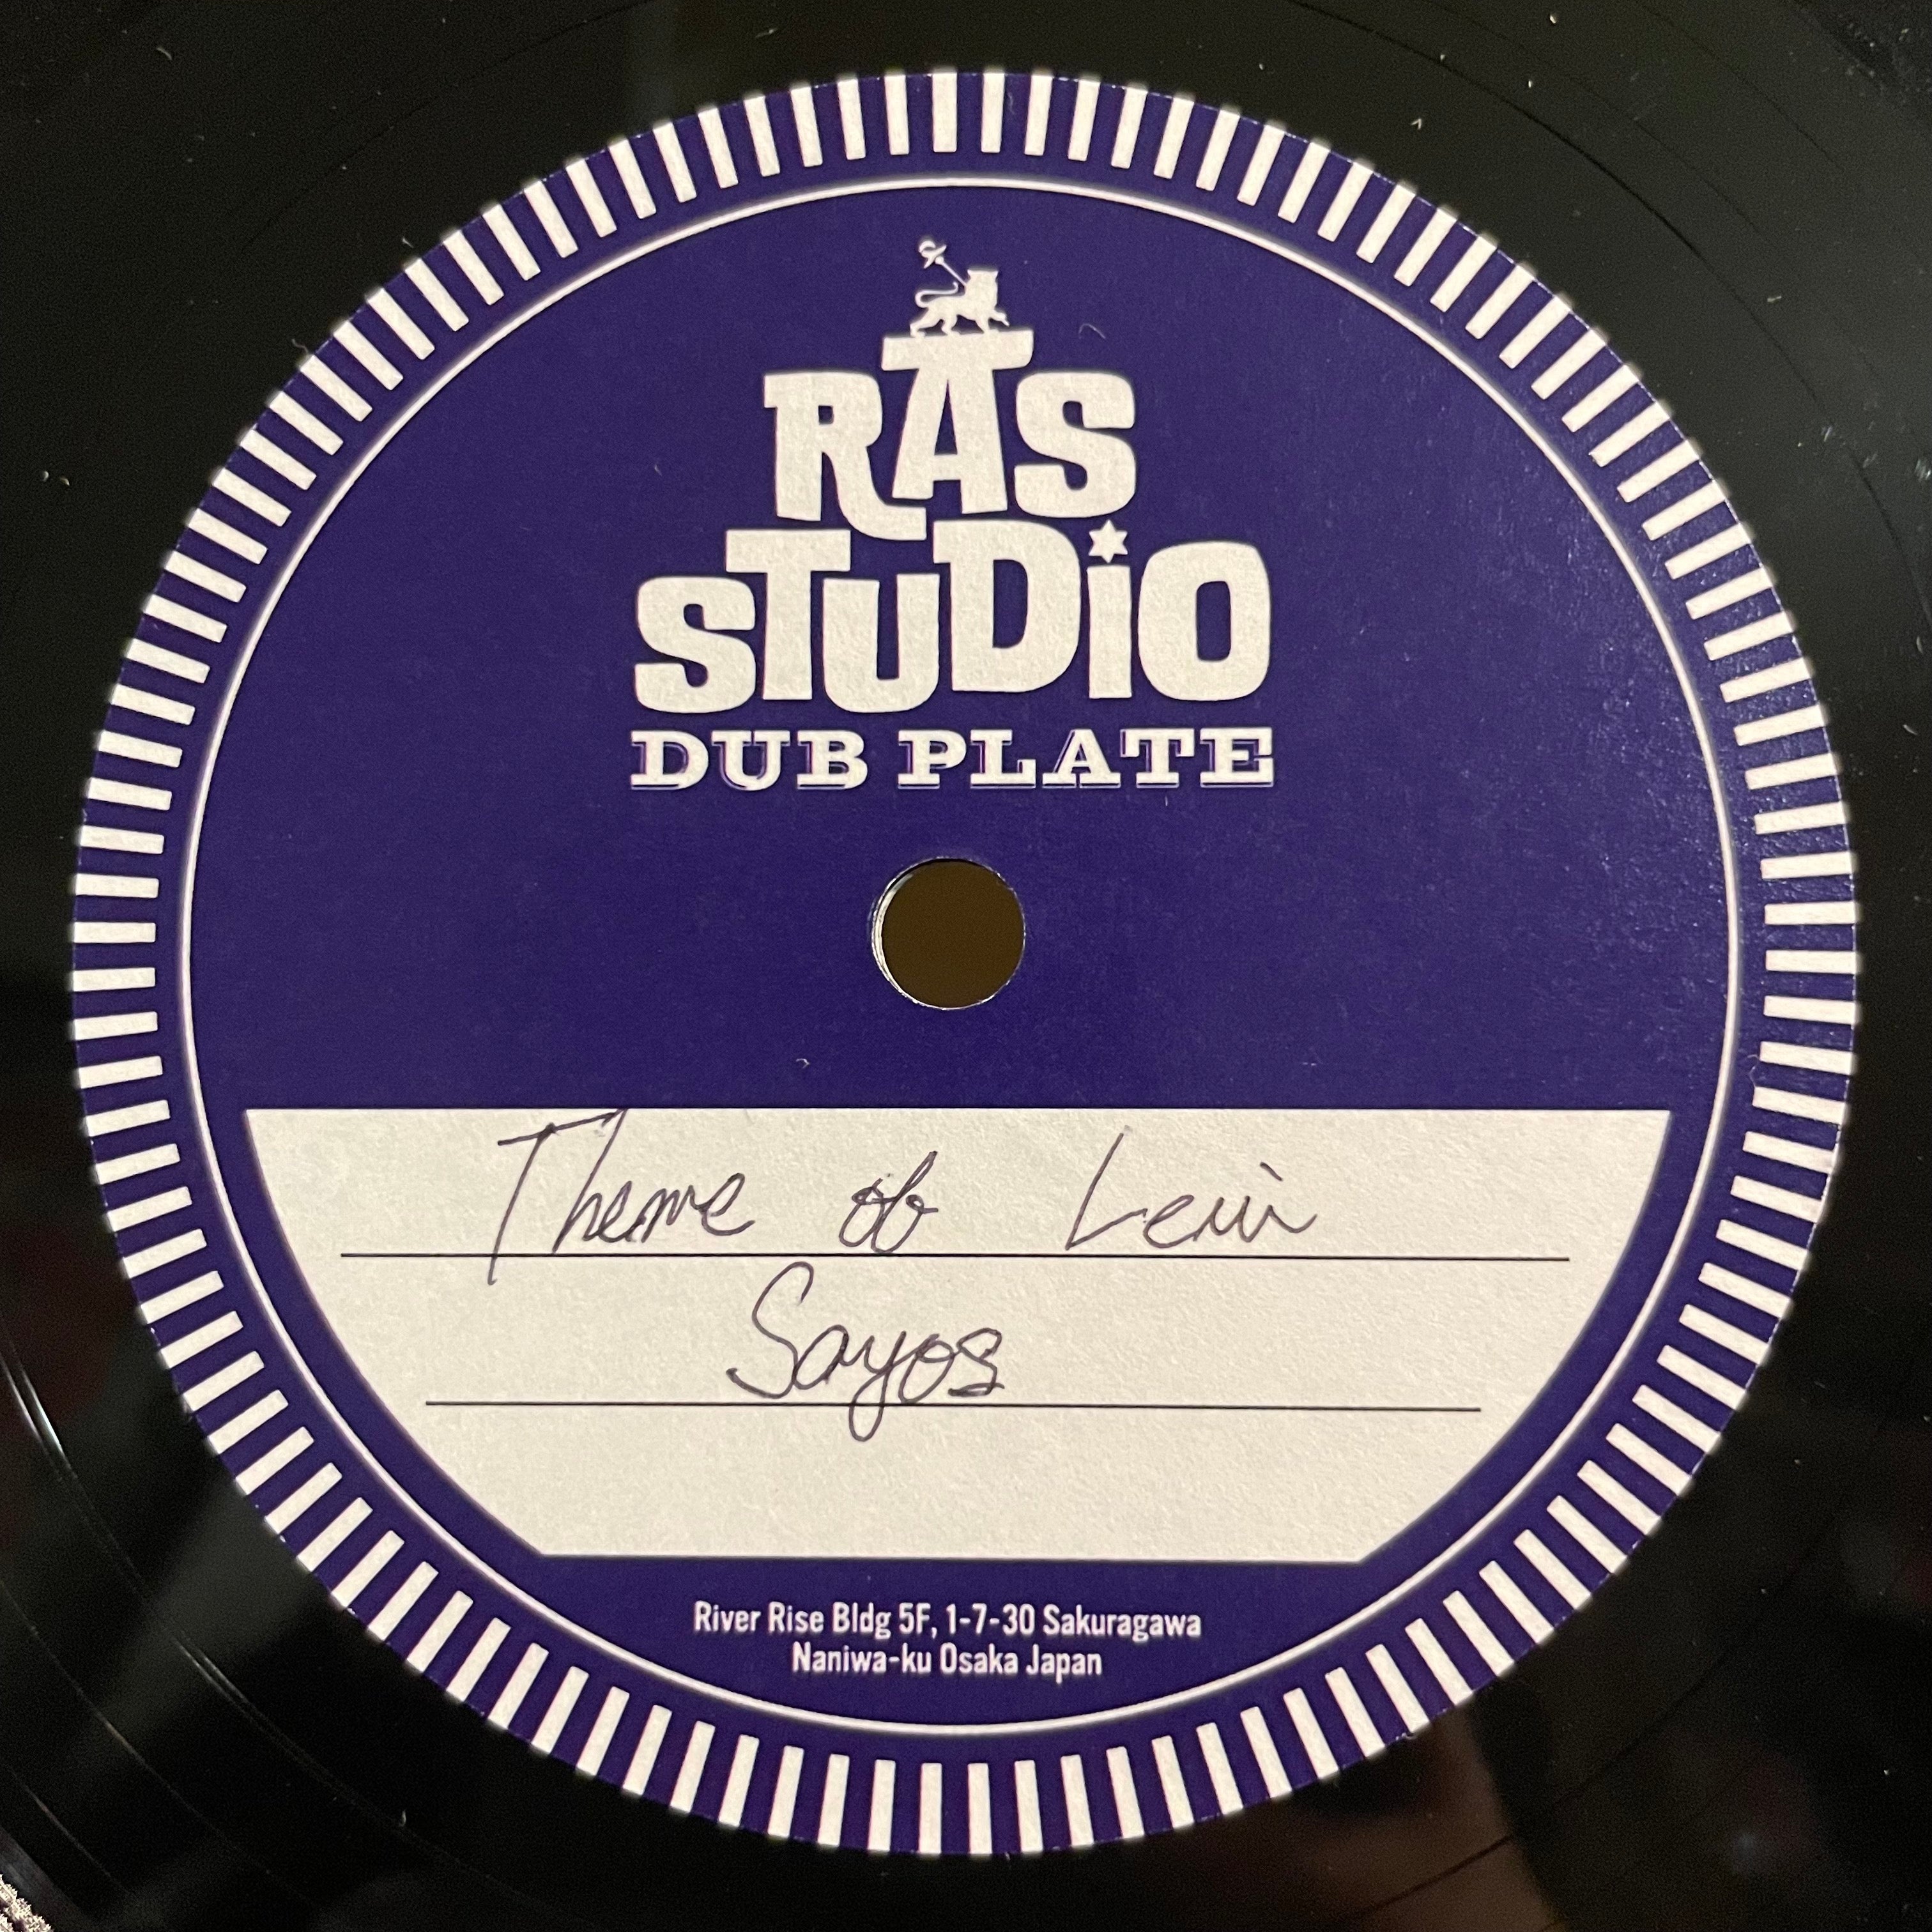 RAS
STUDiO
DUB PLATE
Theme of Levi
Sayos
River Rise Bldg 5F, 1-7-30 Sakuragawa
Naniwa-ku Osaka Japan